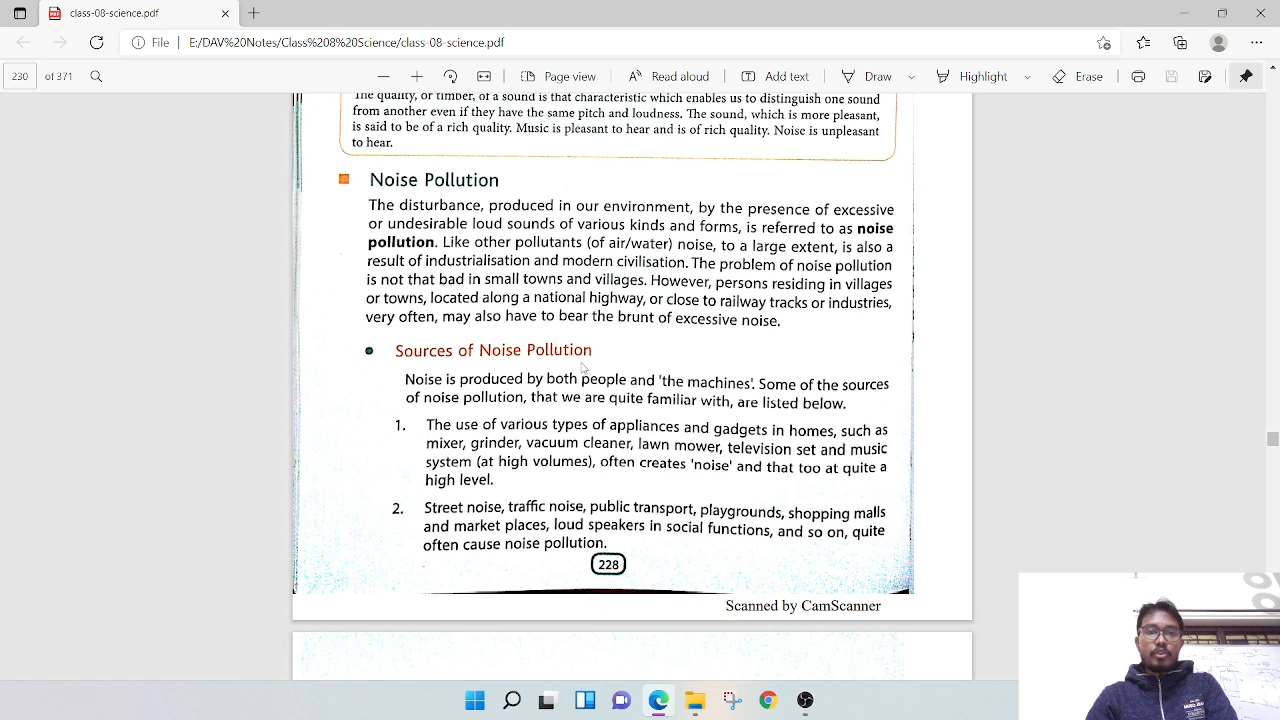 class-08-science.pdf
File | E:/DAV%20Notes/Class%208%20Science/class-08-science.pdf
230 of 371
Page view
Read aloud
Add text
Draw
Highlight
Erase
The quality, or timber, of a sound is that characteristic which enables us to distinguish one sound
from another even if they have the same pitch and loudness. The sound, which is more pleasant,
is said to be of a rich quality. Music is pleasant to hear and is of rich quality. Noise is unpleasant
to hear.
Noise Pollution
The disturbance, produced in our environment, by the presence of excessive
or undesirable loud sounds of various kinds and forms, is referred to as noise
pollution. Like other pollutants (of air/water) noise, to a large extent, is also a
result of industrialisation and modern civilisation. The problem of noise pollution
is not that bad in small towns and villages. However, persons residing in villages
or towns, located along a national highway, or close to railway tracks or industries,
very often, may also have to bear the brunt of excessive noise.
Sources of Noise Pollution
Noise is produced by both people and 'the machines'. Some of the sources
of noise pollution, that we are quite familiar with, are listed below.
1. The use of various types of appliances and gadgets in homes, such as
mixer, grinder, vacuum cleaner, lawn mower, television set and music
system (at high volumes), often creates 'noise' and that too at quite a
high level.
2. Street noise, traffic noise, public transport, playgrounds, shopping malls
and market places, loud speakers in social functions, and so on, quite
often cause noise pollution.
228
Scanned by CamScanner